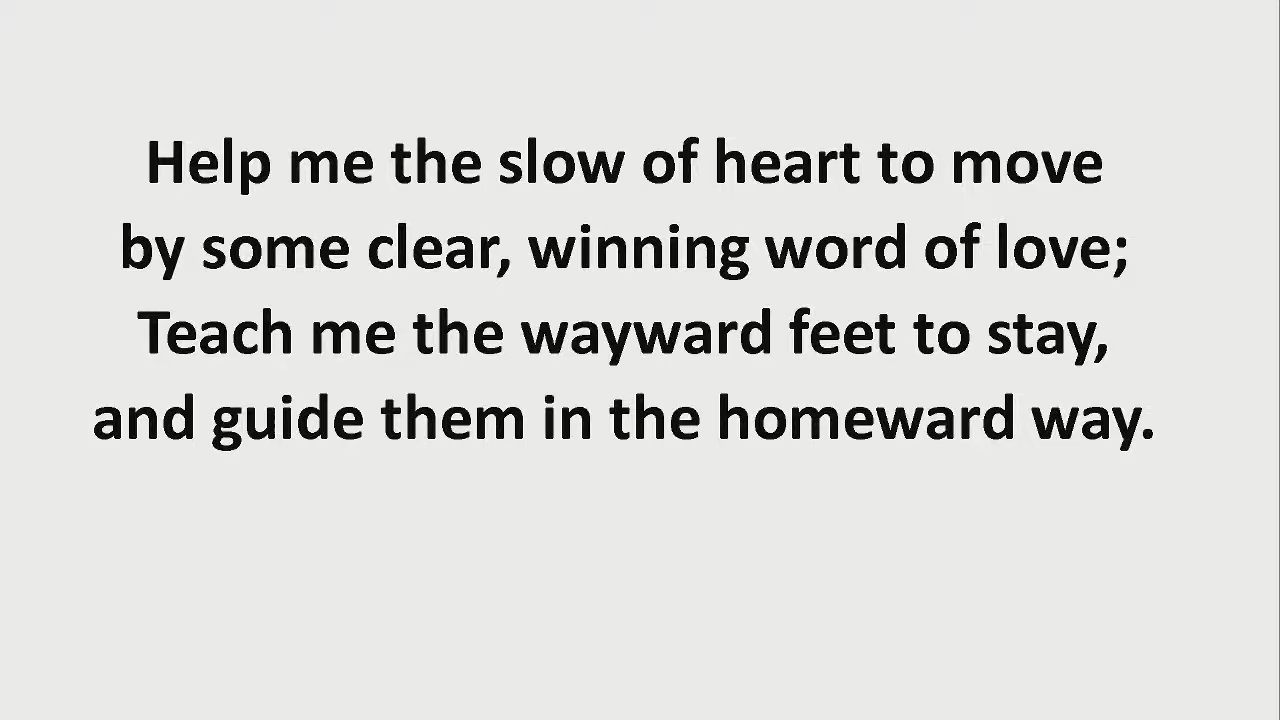 Help me the slow of heart to move
by some clear, winning word of love;
Teach me the wayward feet to stay,
and guide them in the homeward way.